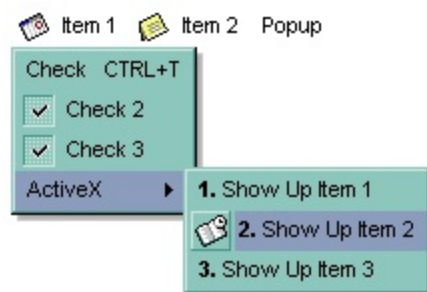 Item 1 Item 2 Popup
Check CTRL+T
Check 2
Check 3
ActiveX
1. Show Up Item 1
2. Show Up Item 2
3. Show Up Item 3